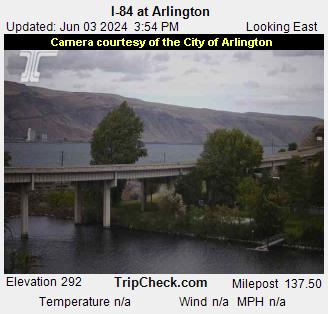 I-84 at Arlington
Updated: Jun 03 2024 3:54 PM Looking East
Camera courtesy of the City of Arlington
Elevation 292 TripCheck.com Milepost 137.50
Temperature n/a Wind n/a MPH n/a